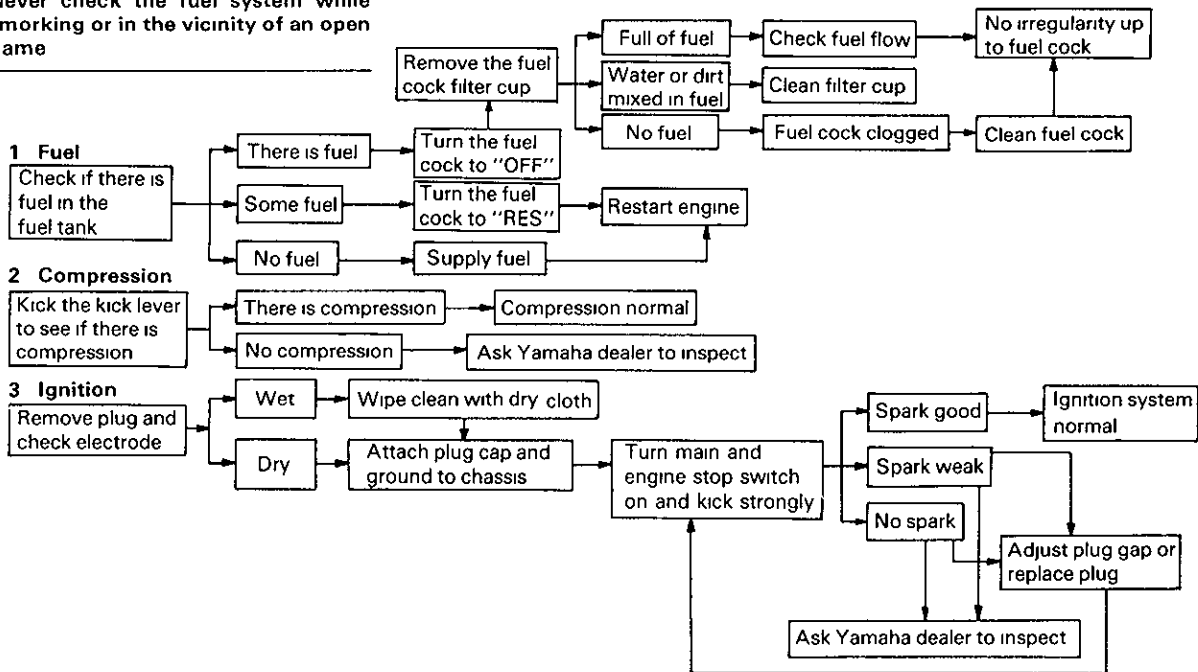 Never check the fuel system while
morking or in the vicinity of an open
ame
1 Fuel
Check if there is
fuel in the
fuel tank
There is fuel
Turn the fuel
cock to "OFF"
Remove the fuel
cock filter cup
Full of fuel
Check fuel flow
No irregularity up
to fuel cock
Water or dirt
mixed in fuel
Clean filter cup
No fuel
Fuel cock clogged
Clean fuel cock
Some fuel
Turn the fuel
cock to "RES"
Restart engine
No fuel
Supply fuel
2 Compression
Kick the kick lever
to see if there is
compression
There is compression
Compression normal
No compression
Ask Yamaha dealer to inspect
3 Ignition
Remove plug and
check electrode
Wet
Wipe clean with dry cloth
Dry
Attach plug cap and
ground to chassis
Turn main and
engine stop switch
on and kick strongly
Spark good
Ignition system
normal
Spark weak
No spark
Adjust plug gap or
replace plug
Ask Yamaha dealer to inspect